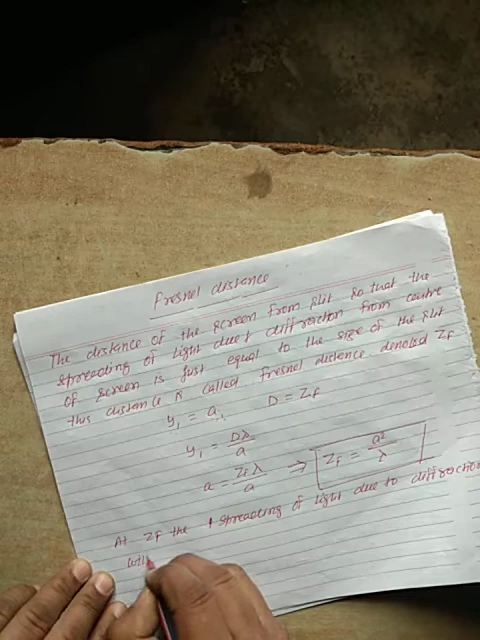 Fresnel distance
The distance of the screen from slit so that the
spreading of light due t diffraction from centre
of screen is just equal to the size of the slit
this distance is called fresnel distance denoted ZF
y₁ = a, D = ZF
y₁ = Dλ/a
a = ZFλ/a ⇒ ZF = a²/λ
At ZF the spreading of light due to diffraction
will